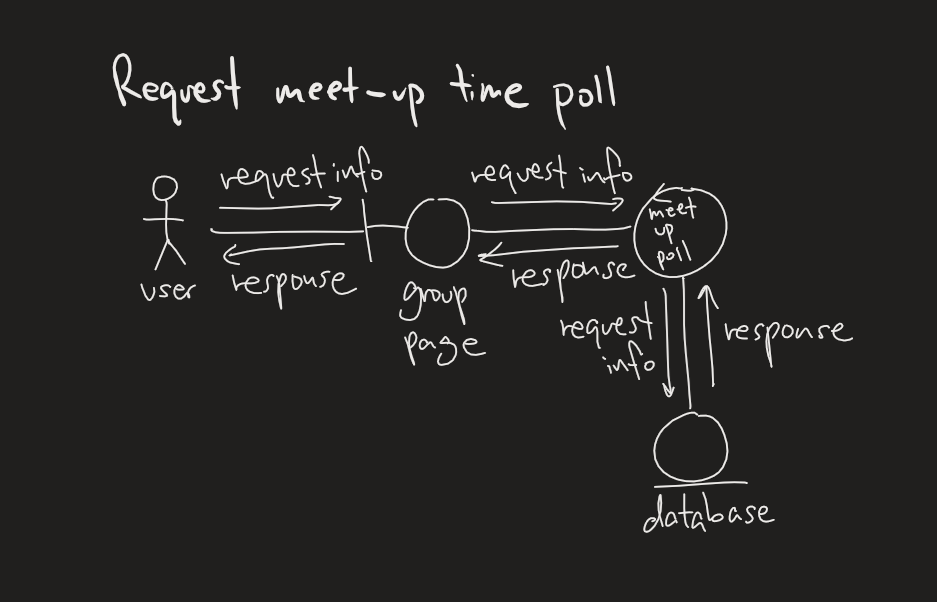 Request meet-up time poll
request info
request info
user
response
group
page
response
meet
up
poll
request
info
response
database